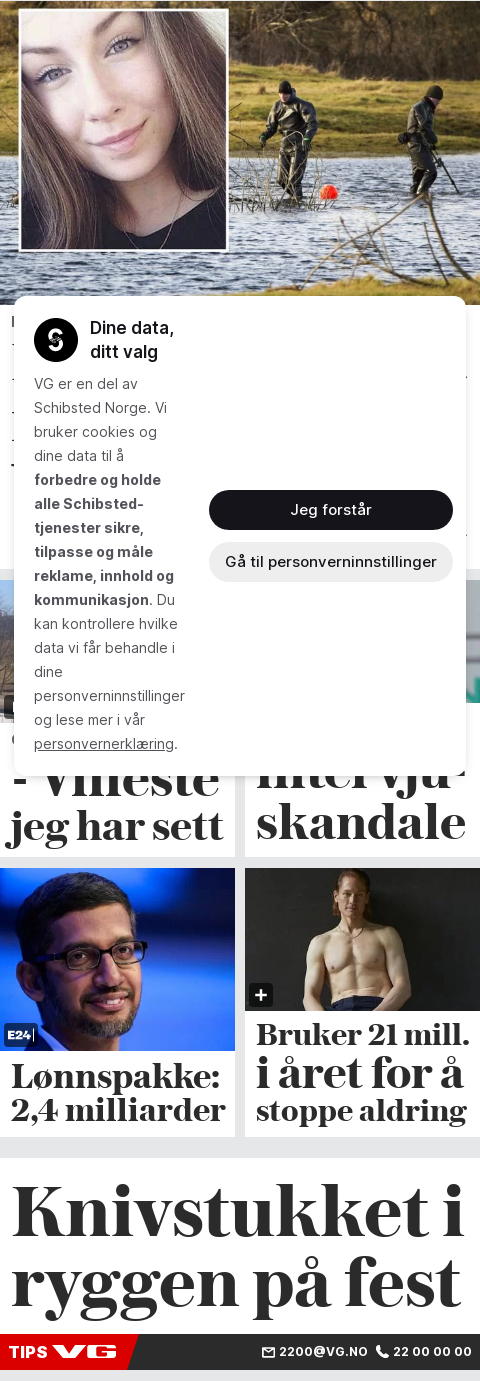 Dine data,
ditt valg
VG er en del av
Schibsted Norge. Vi
bruker cookies og
dine data til å
forbedre og holde
alle Schibsted-
tjenester sikre,
tilpasse og måle
reklame, innhold og
kommunikasjon. Du
kan kontrollere hvilke
data vi får behandle i
dine
personverninnstillinger
og lese mer i vår
personvernerklæring.
Jeg forstår
Gå til personverninnstillinger
- Villeste
jeg har sett
intervju-
skandale
E24
Lønnspakke:
2,4 milliarder
+
Bruker 21 mill.
i året for å
stoppe aldring
Knivstukket i
ryggen på fest
TIPS VG
2200@VG.NO 22 00 00 00